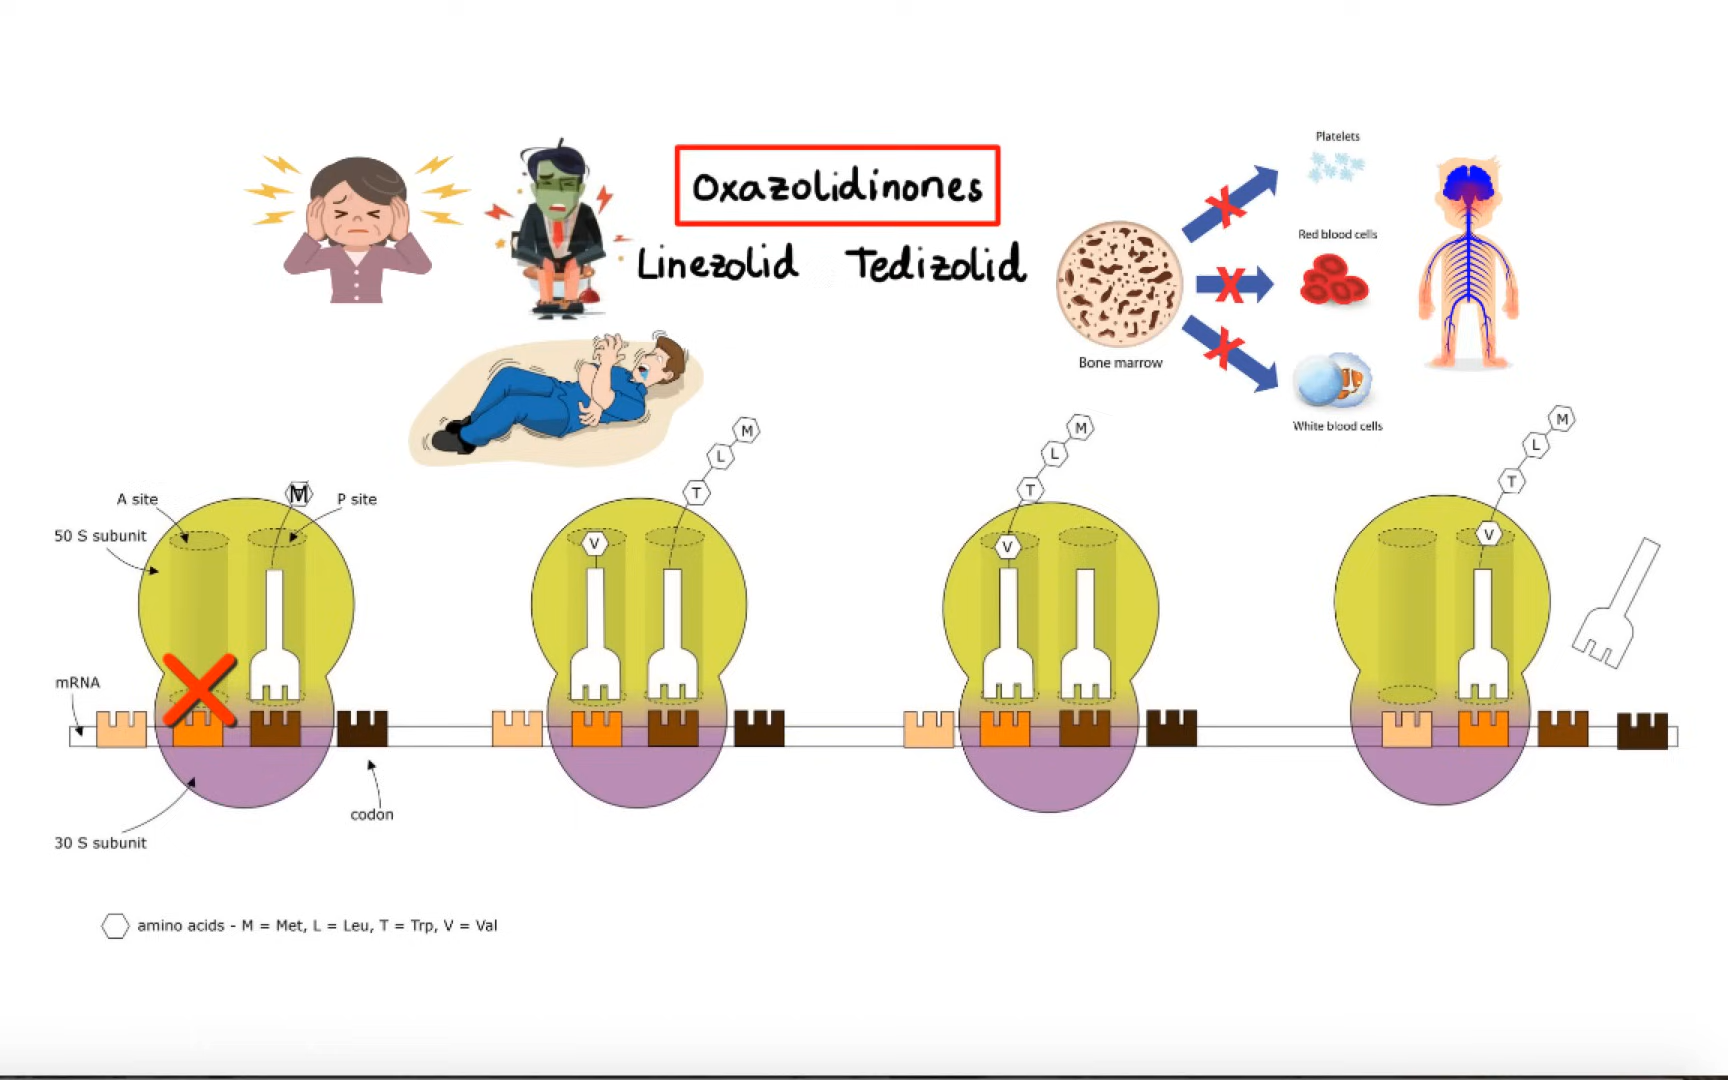 Oxazolidinones
Linezolid Tedizolid
Platelets
Red blood cells
White blood cells
Bone marrow
A site
P site
50 S subunit
mRNA
30 S subunit
codon
M
T L M
V
T L M
V
T L M
V
amino acids - M = Met, L = Leu, T = Trp, V = Val